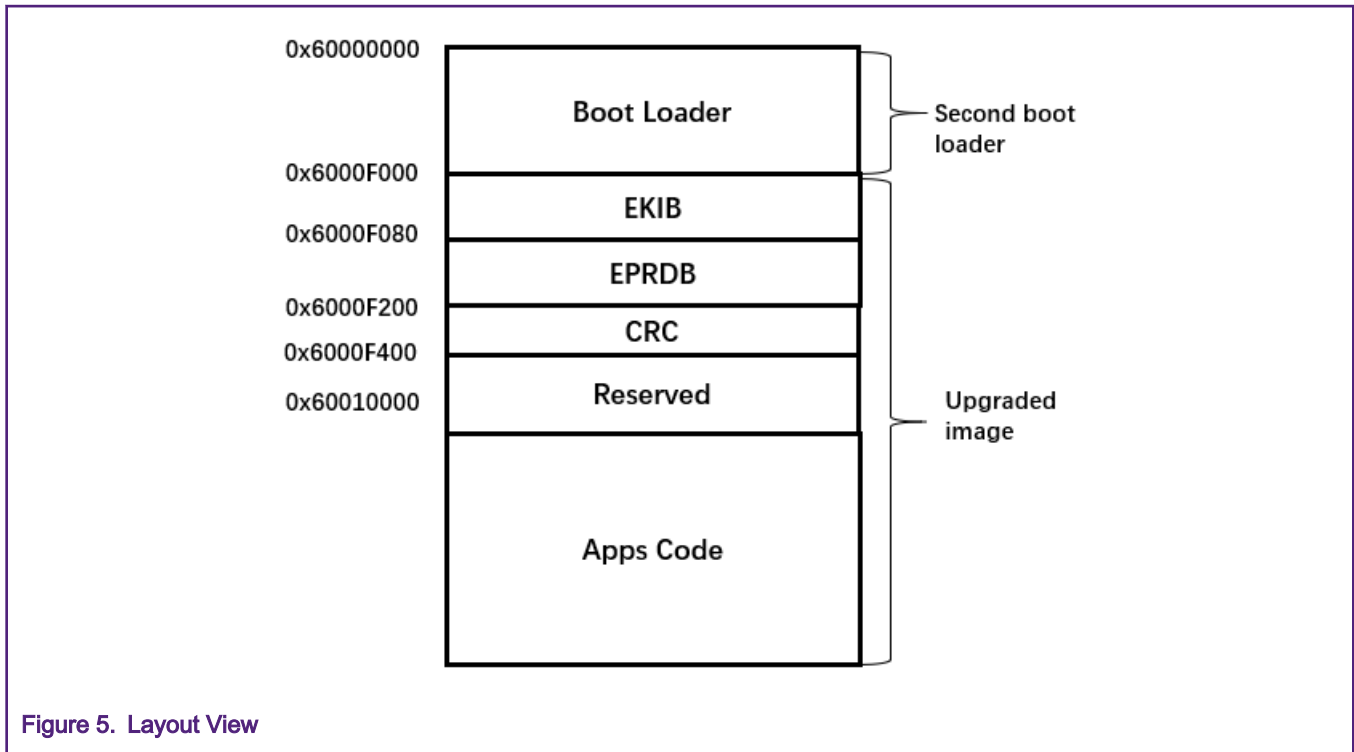 0x60000000
Boot Loader
Second boot
loader
0x6000F000
EKIB
0x6000F080
EPRDB
0x6000F200
CRC
0x6000F400
Reserved
0x60010000
Upgraded
image
Apps Code
Figure 5. Layout View